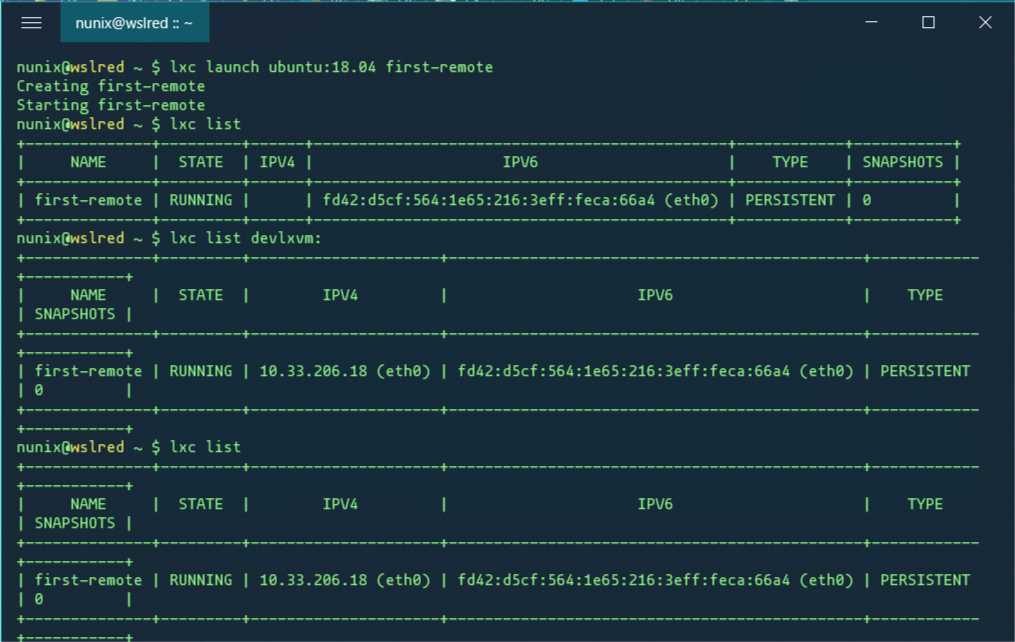 nunix@wslred :: ~
nunix@wslred ~ $ lxc launch ubuntu:18.04 first-remote
Creating first-remote
Starting first-remote
nunix@wslred ~ $ lxc list
+---------------+---------+------+----------------------------------------------+------------+-----------+
|     NAME      |  STATE  | IPV4 |                     IPV6                     |    TYPE    | SNAPSHOTS |
+---------------+---------+------+----------------------------------------------+------------+-----------+
| first-remote | RUNNING |      | fd42:d5cf:564:1e65:216:3eff:feca:66a4 (eth0) | PERSISTENT | 0         |
+---------------+---------+------+----------------------------------------------+------------+-----------+
nunix@wslred ~ $ lxc list devlxvm:
+---------------+---------+---------------------+----------------------------------------------+------------
+-----------+
|     NAME      |  STATE  |        IPV4         |                     IPV6                     |    TYPE
| SNAPSHOTS |
+---------------+---------+---------------------+----------------------------------------------+------------
+-----------+
| first-remote | RUNNING | 10.33.206.18 (eth0) | fd42:d5cf:564:1e65:216:3eff:feca:66a4 (eth0) | PERSISTENT
| 0         |
+---------------+---------+---------------------+----------------------------------------------+------------
+-----------+
nunix@wslred ~ $ lxc list
+---------------+---------+---------------------+----------------------------------------------+------------
+-----------+
|     NAME      |  STATE  |        IPV4         |                     IPV6                     |    TYPE
| SNAPSHOTS |
+---------------+---------+---------------------+----------------------------------------------+------------
+-----------+
| first-remote | RUNNING | 10.33.206.18 (eth0) | fd42:d5cf:564:1e65:216:3eff:feca:66a4 (eth0) | PERSISTENT
| 0         |
+---------------+---------+---------------------+----------------------------------------------+------------
+-----------+